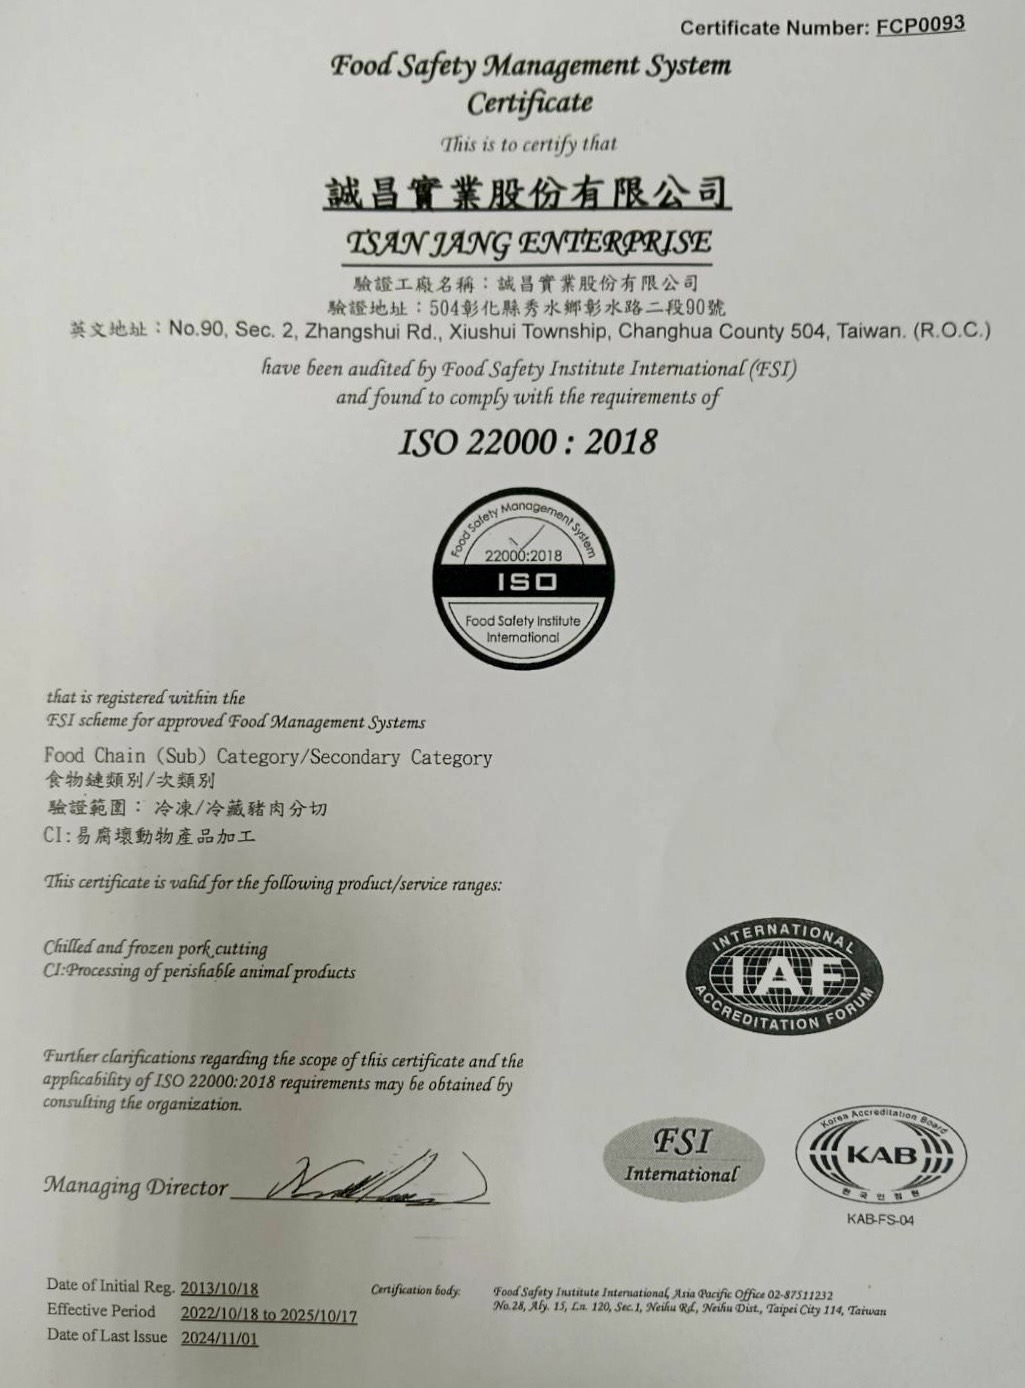 Certificate Number: FCP0093
Food Safety Management System
Certificate
This is to certify that
誠昌實業股份有限公司
TSAN JANG ENTERPRISE
驗證工廠名稱：誠昌實業股份有限公司
驗證地址：504彰化縣秀水鄉彰水路二段90號
英文地址：No.90, Sec. 2, Zhangshui Rd., Xiushui Township, Changhua County 504, Taiwan. (R.O.C.)
have been audited by Food Safety Institute International (FSI)
and found to comply with the requirements of
ISO 22000 : 2018
Food Safety Management System
22000:2018
ISO
Food Safety Institute
International
that is registered within the
FSI scheme for approved Food Management Systems
Food Chain (Sub) Category/Secondary Category
食物鏈類別/次類別
驗證範圍： 冷凍/冷藏豬肉分切
CI:易腐壞動物產品加工
This certificate is valid for the following product/service ranges:
Chilled and frozen pork cutting
CI:Processing of perishable animal products
INTERNATIONAL
IAF
ACCREDITATION FORUM
Further clarifications regarding the scope of this certificate and the
applicability of ISO 22000:2018 requirements may be obtained by
consulting the organization.
FSI
International
Korea Accreditation Board
KAB
한국인정원
KAB-FS-04
Managing Director
Date of Initial Reg. 2013/10/18
Effective Period 2022/10/18 to 2025/10/17
Date of Last Issue 2024/11/01
Certification body: Food Safety Institute International, Asia Pacific Office 02-87511232
No.28, Aly. 15, Ln. 120, Sec.1, Neihu Rd., Neihu Dist., Taipei City 114, Taiwan